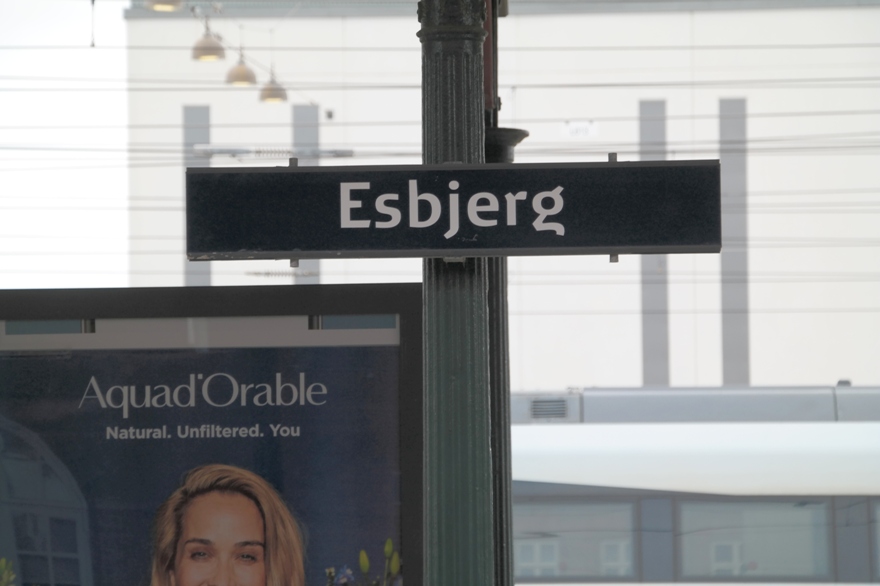 Esbjerg
Aquad'Orable
Natural. Unfiltered. You